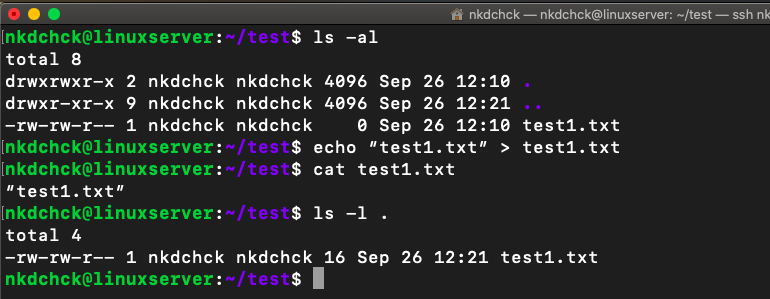 nkdchck — nkdchck@linuxserver: ~/test — ssh nk
[nkdchck@linuxserver:~/test$ ls -al
total 8
drwxrwxr-x 2 nkdchck nkdchck 4096 Sep 26 12:10 .
drwxr-xr-x 9 nkdchck nkdchck 4096 Sep 26 12:21 ..
-rw-rw-r-- 1 nkdchck nkdchck    0 Sep 26 12:10 test1.txt
[nkdchck@linuxserver:~/test$ echo “test1.txt” > test1.txt
[nkdchck@linuxserver:~/test$ cat test1.txt
“test1.txt”
[nkdchck@linuxserver:~/test$ ls -l .
total 4
-rw-rw-r-- 1 nkdchck nkdchck 16 Sep 26 12:21 test1.txt
nkdchck@linuxserver:~/test$